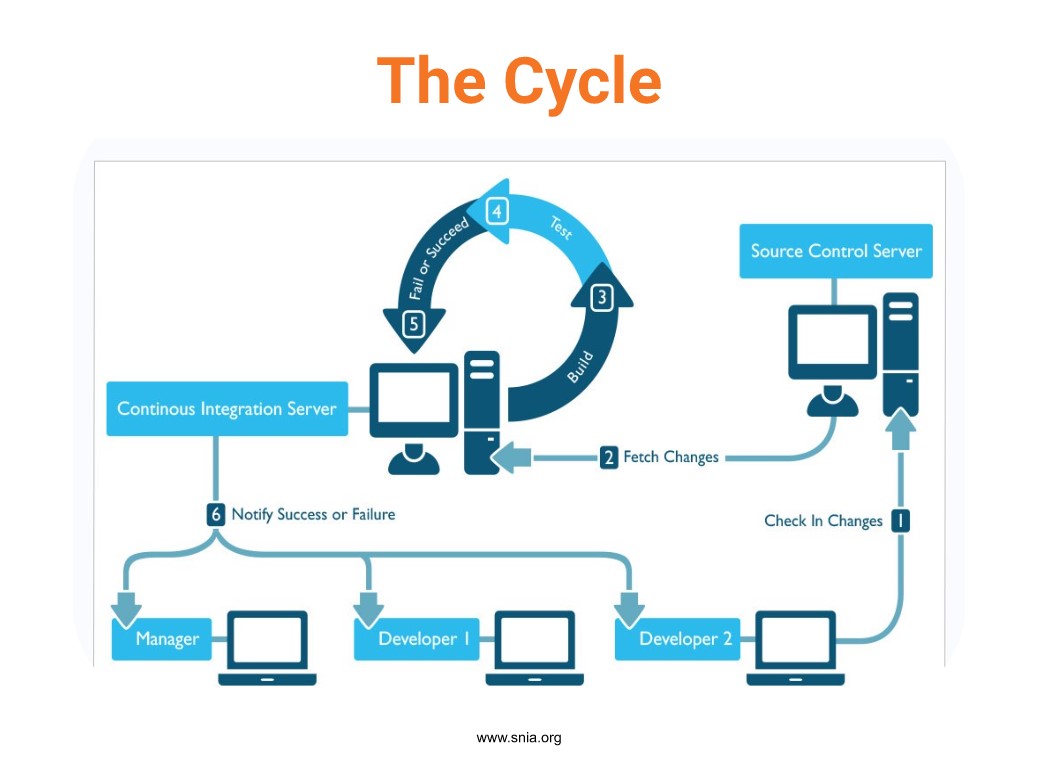 The Cycle
4
Test
Fail or Succeed
3
5
Build
Source Control Server
Continous Integration Server
2 Fetch Changes
6 Notify Success or Failure
Check In Changes 1
Manager
Developer 1
Developer 2
www.snia.org